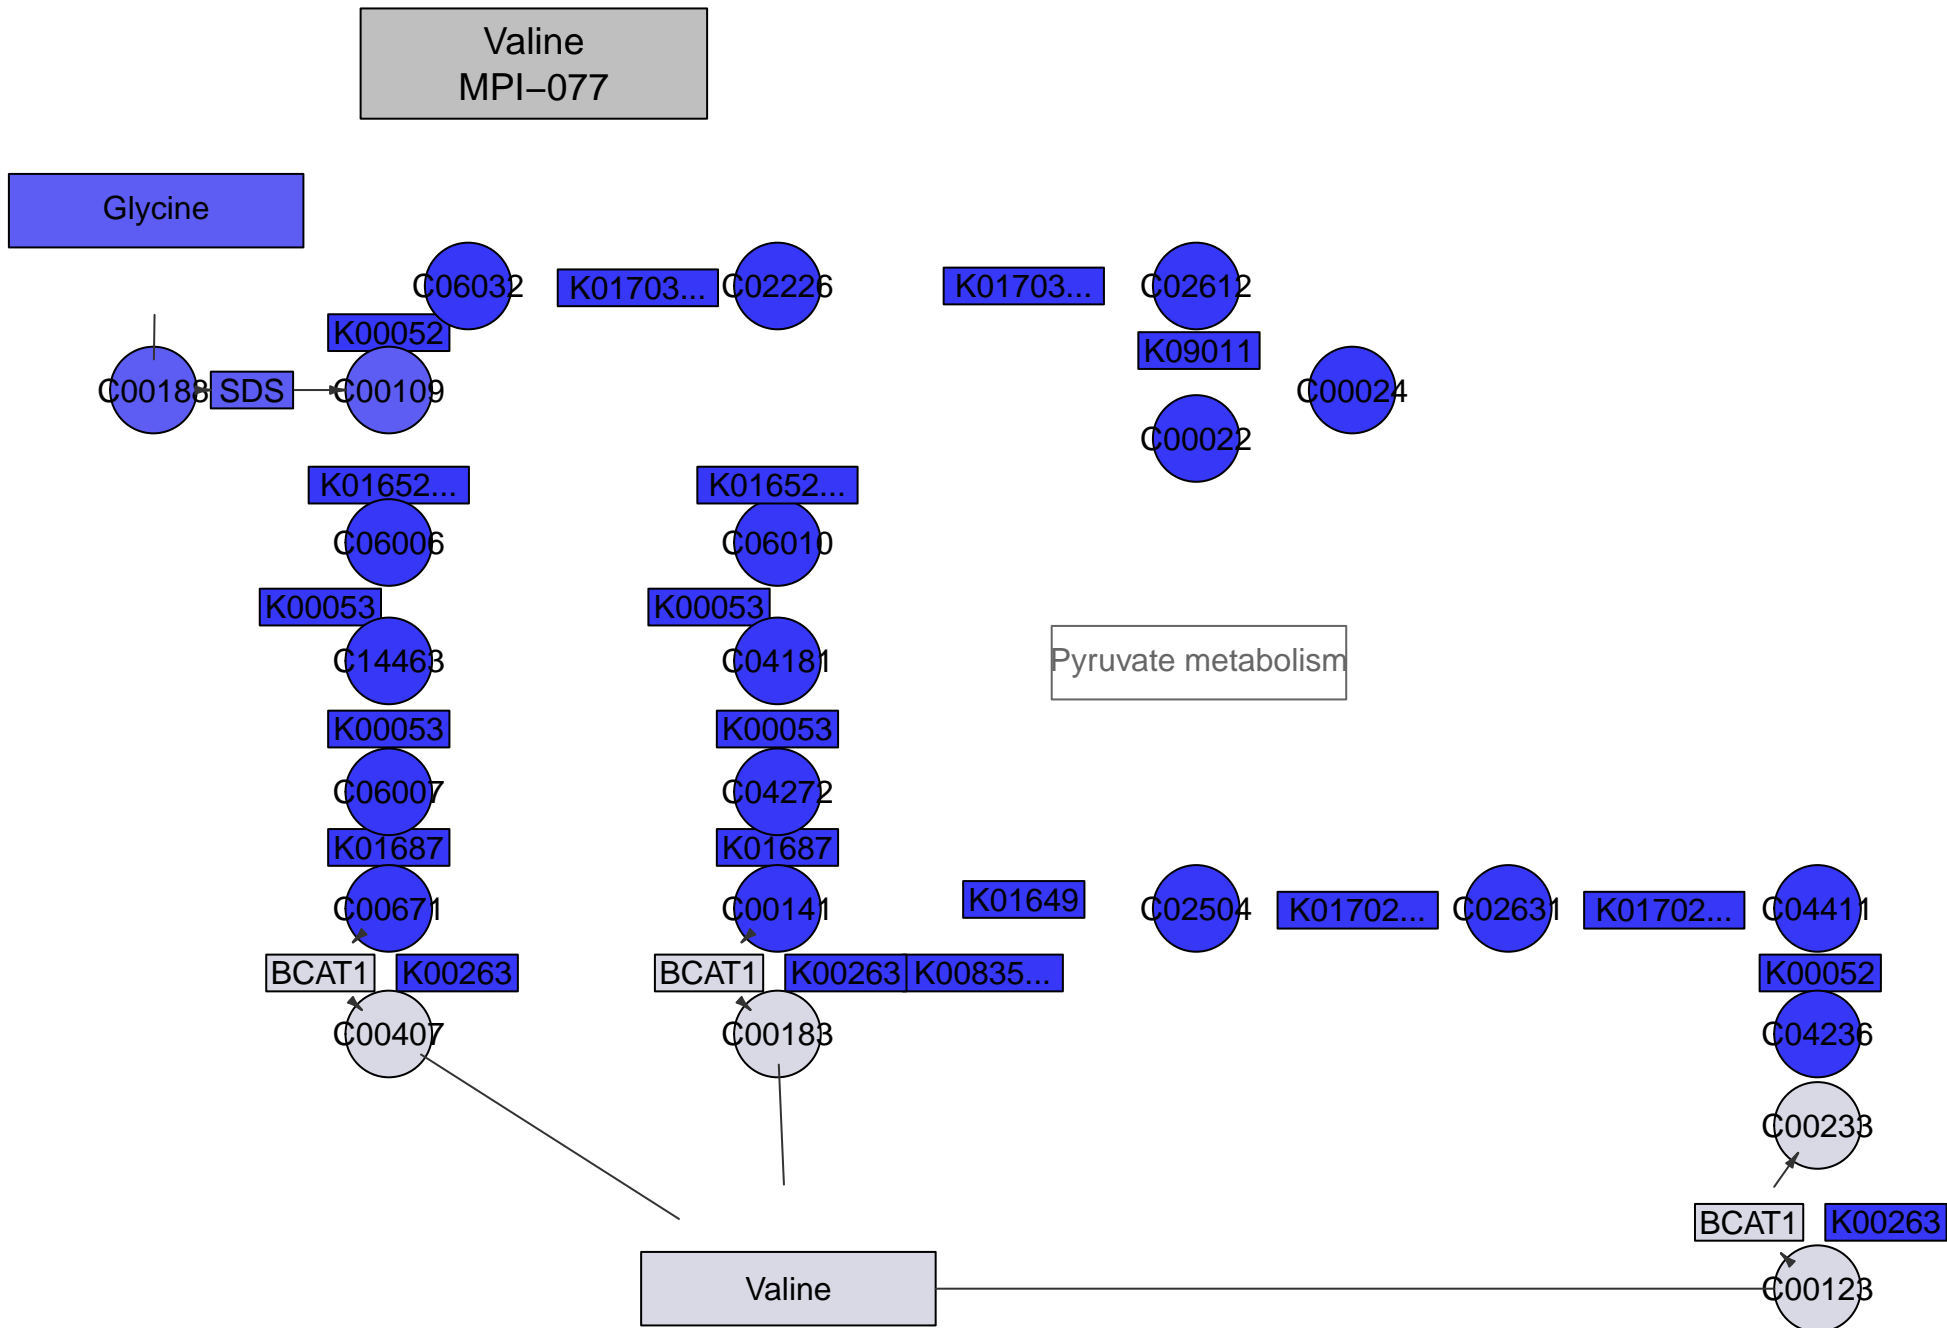 Valine
MPI−077
Glycine
C06032
K01703...
C02226
K01703...
C02612
K00052
K09011
C00188
SDS
C00109
C00024
C00022
K01652...
K01652...
C06006
C06010
K00053
K00053
C14463
C04181
Pyruvate metabolism
K00053
K00053
C06007
C04272
K01687
K01687
C00671
C00141
K01649
C02504
K01702...
C02631
K01702...
C04411
BCAT1
K00263
BCAT1
K00263
K00835...
K00052
C00407
C00183
C04236
C00233
BCAT1
K00263
Valine
C00123